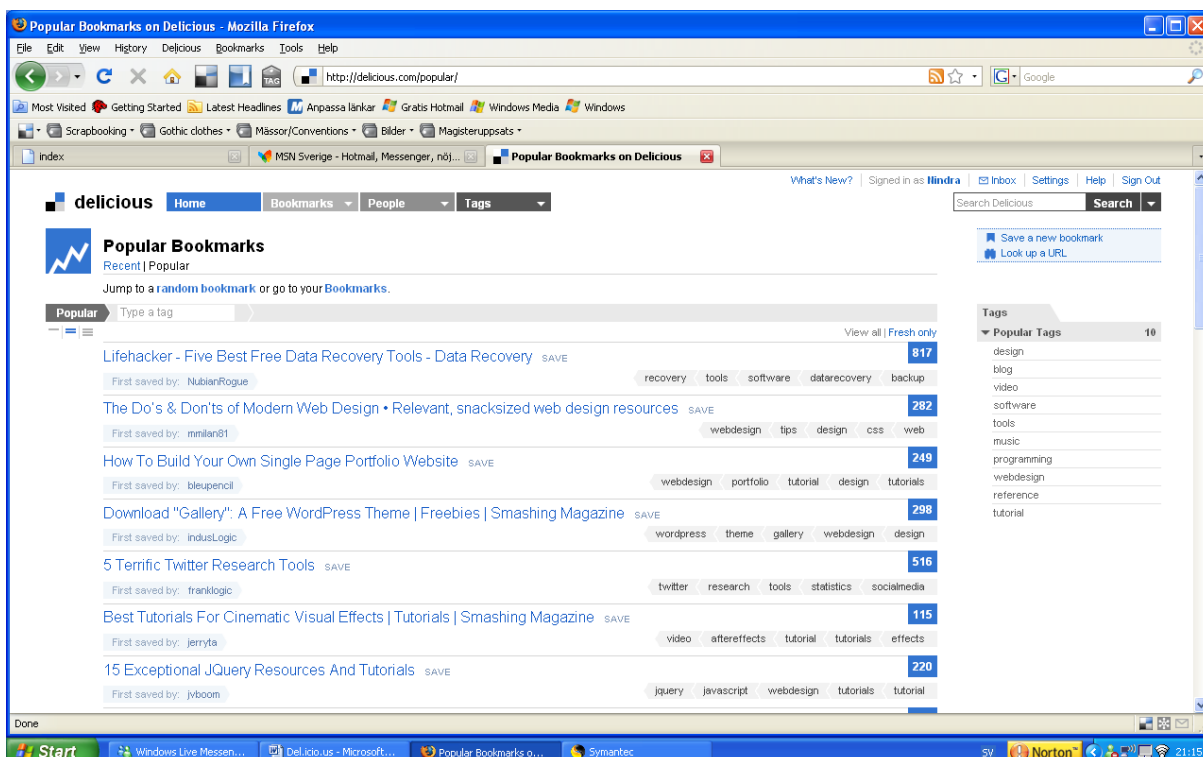 Popular Bookmarks on Delicious - Mozilla Firefox
File Edit View History Delicious Bookmarks Tools Help
TAG http://delicious.com/popular/ G Google
Most Visited Getting Started Latest Headlines Anpassa länkar Gratis Hotmail Windows Media Windows
Scrapbooking Gothic clothes Mässor/Conventions Bilder Magisteruppsats
index MSN Sverige - Hotmail, Messenger, nöj... Popular Bookmarks on Delicious
What's New? Signed in as Nindra Inbox Settings Help Sign Out
delicious Home Bookmarks People Tags Search Delicious Search
Popular Bookmarks
Recent | Popular
Jump to a random bookmark or go to your Bookmarks.
Save a new bookmark
Look up a URL
Popular Type a tag
View all | Fresh only
Lifehacker - Five Best Free Data Recovery Tools - Data Recovery SAVE 817
First saved by: NubianRogue recovery tools software datarecovery backup
The Do's & Don'ts of Modern Web Design • Relevant, snacksized web design resources SAVE 282
First saved by: mmilan81 webdesign tips design css web
How To Build Your Own Single Page Portfolio Website SAVE 249
First saved by: bleupencil webdesign portfolio tutorial design tutorials
Download "Gallery": A Free WordPress Theme | Freebies | Smashing Magazine SAVE 298
First saved by: indusLogic wordpress theme gallery webdesign design
5 Terrific Twitter Research Tools SAVE 516
First saved by: franklogic twitter research tools statistics socialmedia
Best Tutorials For Cinematic Visual Effects | Tutorials | Smashing Magazine SAVE 115
First saved by: jerryta video aftereffects tutorial tutorials effects
15 Exceptional JQuery Resources And Tutorials SAVE 220
First saved by: jvboom jquery javascript webdesign tutorials tutorial
Tags
Popular Tags 10
design
blog
video
software
tools
music
programming
webdesign
reference
tutorial
Done
Start Windows Live Messen... Del.icio.us - Microsoft... Popular Bookmarks o... Symantec SV Norton™ 21:15